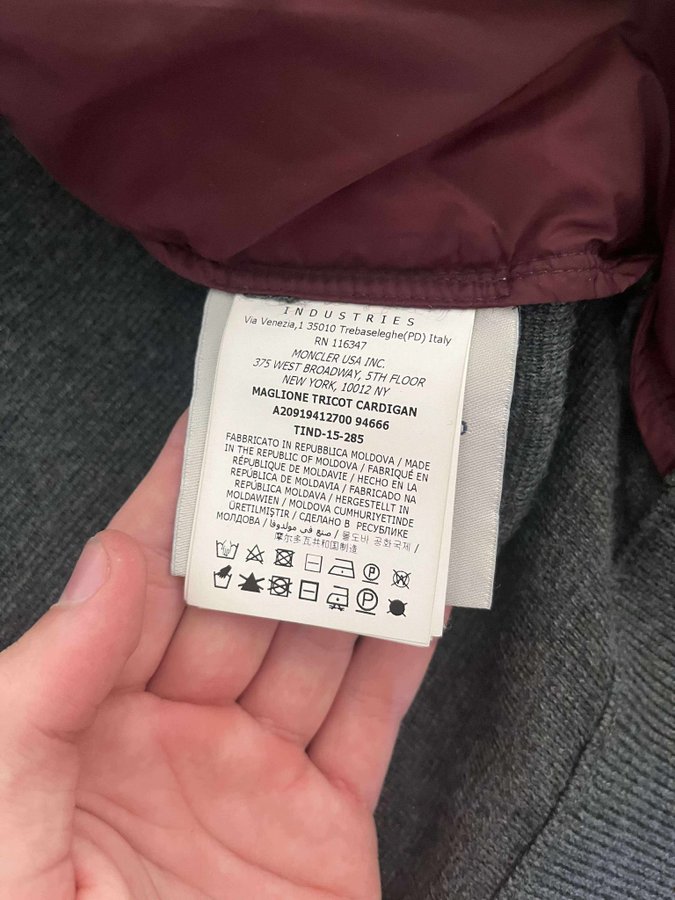 INDUSTRIES
Via Venezia,1 35010 Trebaseleghe(PD) Italy
RN 116347
MONCLER USA INC.
375 WEST BROADWAY, 5TH FLOOR
NEW YORK, 10012 NY
MAGLIONE TRICOT CARDIGAN
A20919412700 94666
TIND-15-285
FABBRICATO IN REPUBBLICA MOLDOVA / MADE
IN THE REPUBLIC OF MOLDOVA / FABRIQUÉ EN
RÉPUBLIQUE DE MOLDAVIE / HECHO EN LA
REPÚBLICA DE MOLDAVIA / FABRICADO NA
REPÚBLICA MOLDAVA / HERGESTELLT IN
MOLDAWIEN / MOLDOVA CUMHURIYETINDE
ÜRETILMIŞTIR / СДЕЛАНО В РЕСПУБЛИКЕ
МОЛДОВА / صنع في مولدوفا / 몰도바 공화국제 /
摩尔多瓦共和国制造
P
P